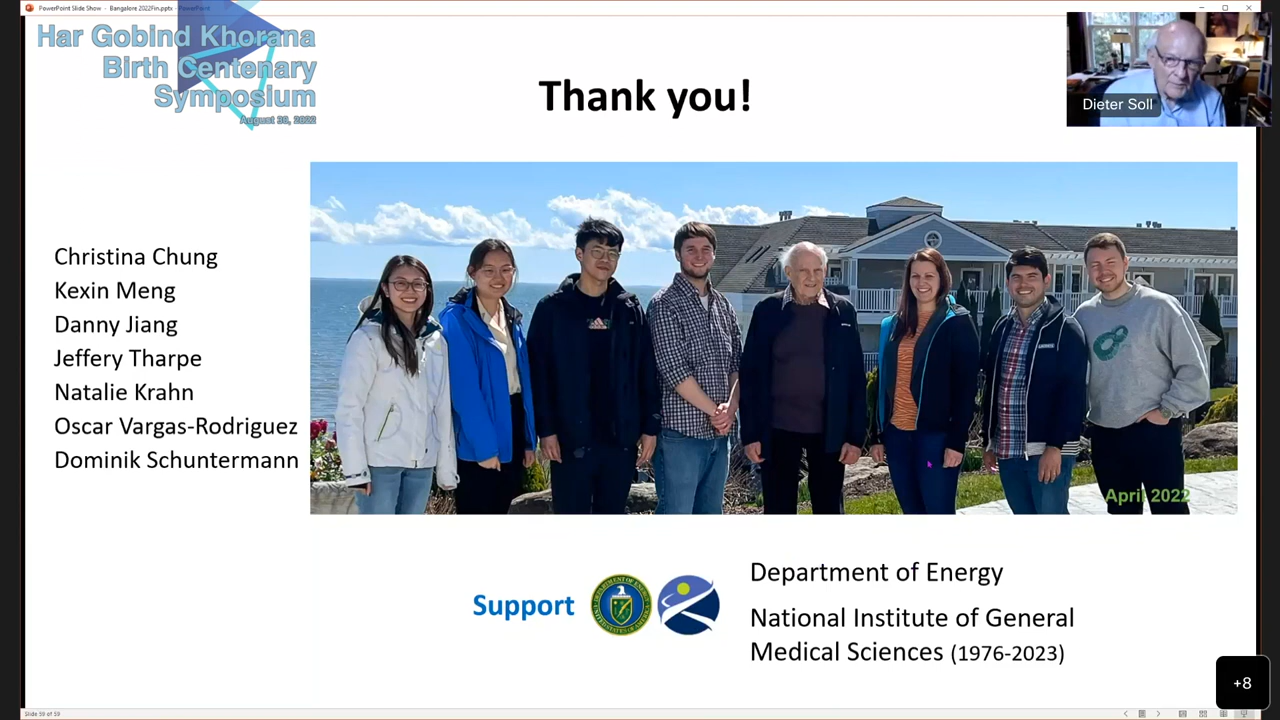 PowerPoint Slide Show - Bangalore 2022Fin.pptx - PowerPoint
Har Gobind Khorana
Birth Centenary
Symposium
August 30, 2022
Thank you!
Dieter Soll
Christina Chung
Kexin Meng
Danny Jiang
Jeffery Tharpe
Natalie Krahn
Oscar Vargas-Rodriguez
Dominik Schuntermann
April 2022
Support
Department of Energy
National Institute of General
Medical Sciences (1976-2023)
+8
Slide 59 of 59